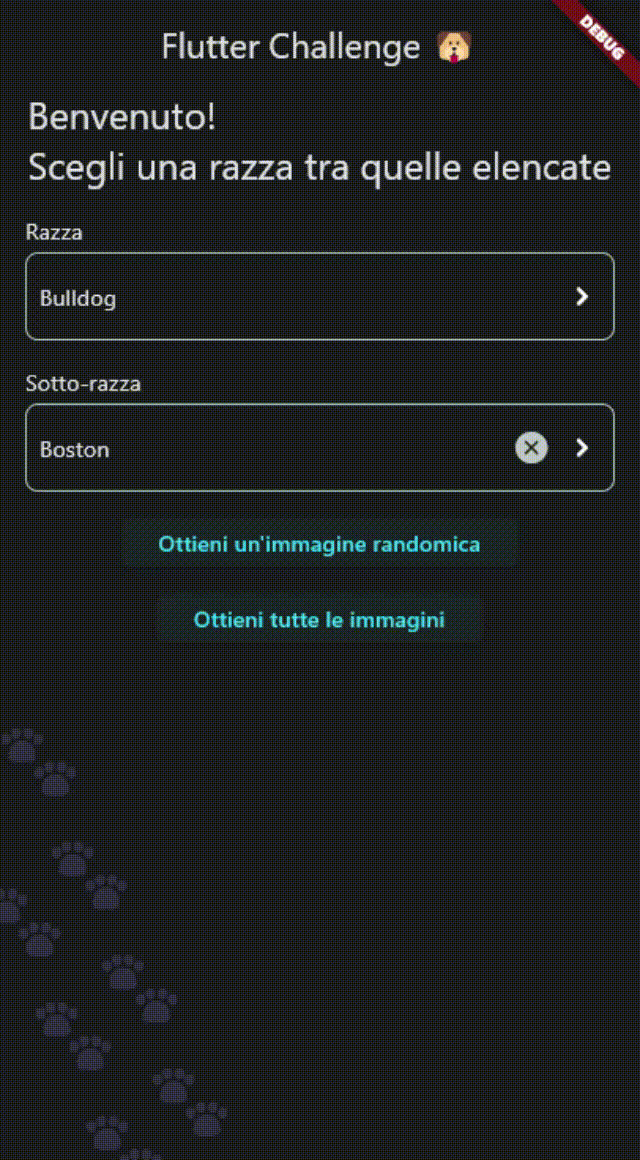 Flutter Challenge 🐶
DEBUG
Benvenuto!
Scegli una razza tra quelle elencate
Razza
Bulldog
Sotto-razza
Boston
Ottieni un'immagine randomica
Ottieni tutte le immagini